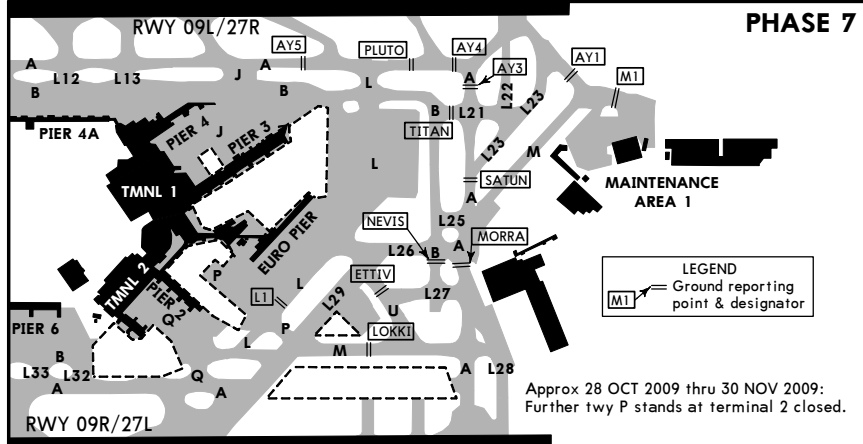 RWY 09L/27R
PHASE 7
AY5
PLUTO
AY4
AY3
AY1
M1
A
L12
L13
J
A
B
B
L
A
L22
L23
B
L21
TITAN
PIER 4A
PIER 4
J
PIER 3
L
L23
M
SATUN
A
MAINTENANCE
AREA 1
TMNL 1
L25
NEVIS
MORRA
EURO PIER
L26
B
A
LEGEND
Ground reporting
point & designator
M1
TMNL 2
PIER 2
P
Q
L
ETTIV
L1
L29
L27
U
P
LOKKI
PIER 6
L
M
B
L33
L32
A
Q
A
A
L28
Approx 28 OCT 2009 thru 30 NOV 2009:
Further twy P stands at terminal 2 closed.
RWY 09R/27L